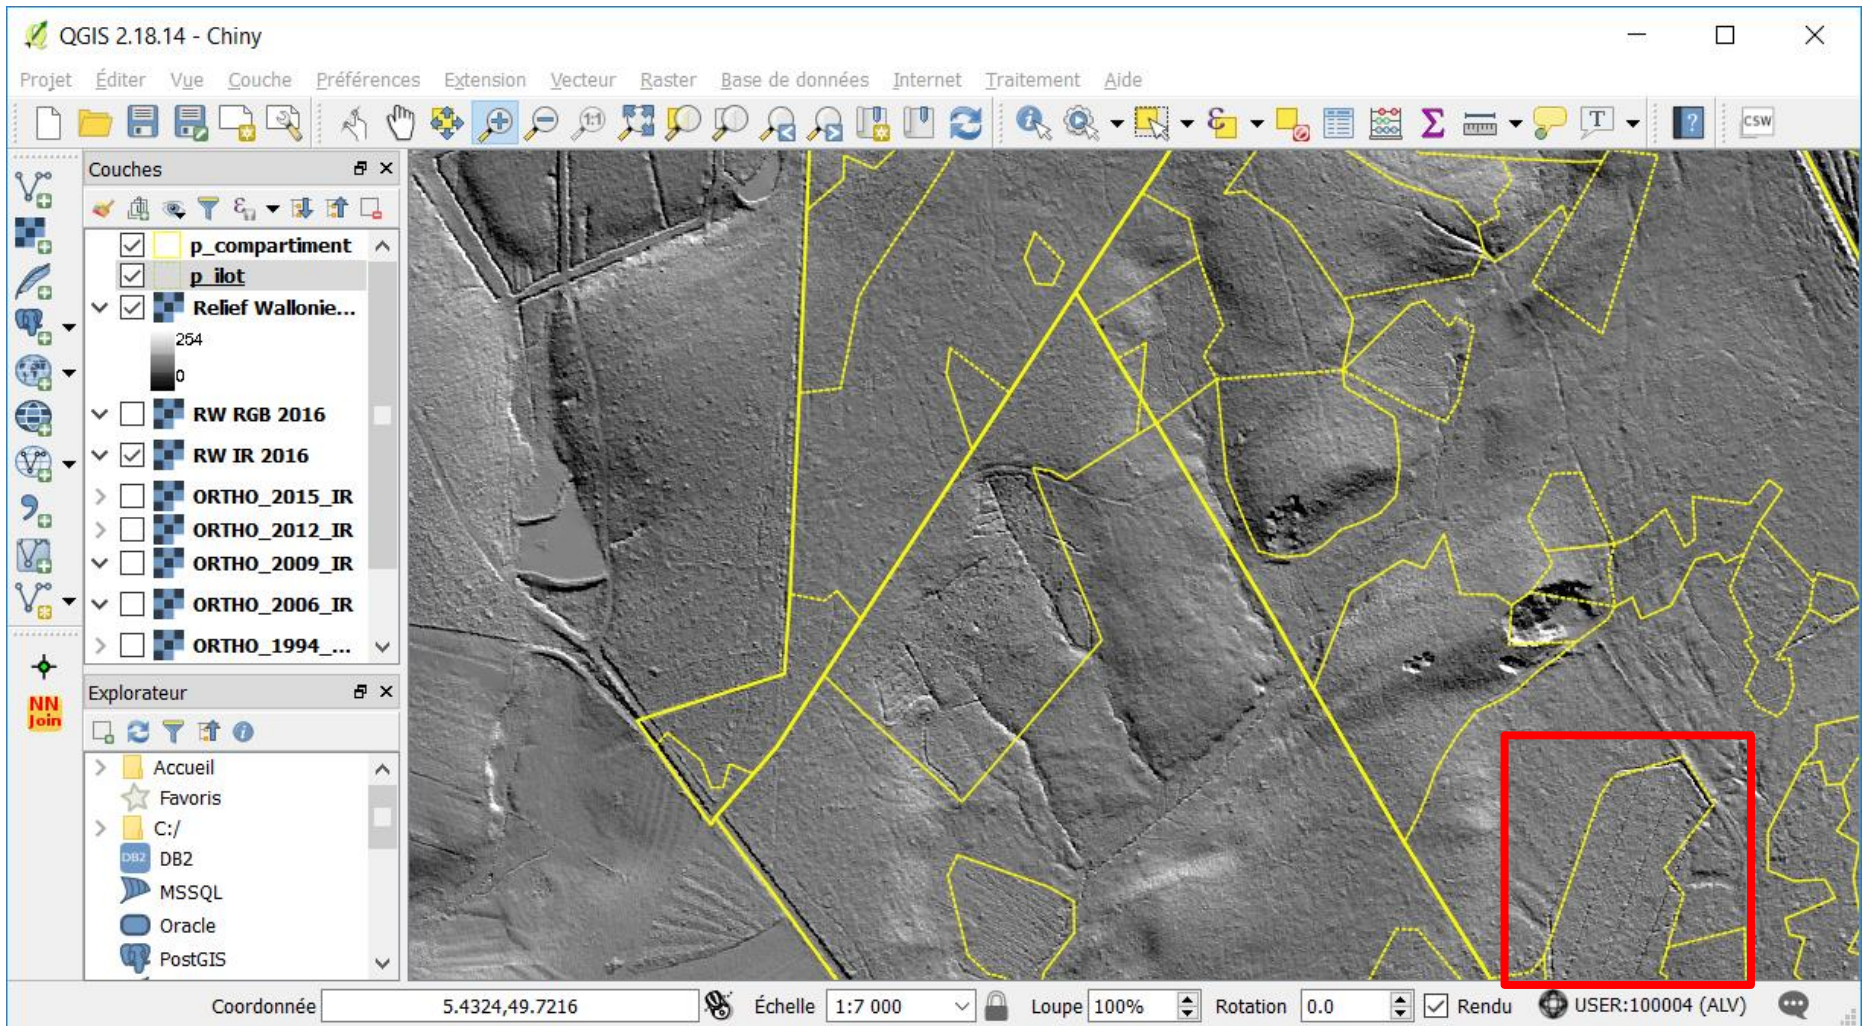 QGIS 2.18.14 - Chiny
Projet Éditer Vue Couche Préférences Extension Vecteur Raster Base de données Internet Traitement Aide
1:1 ε Σ T ? CSW
Couches
ε
p_compartiment
p_ilot
Relief Wallonie...
254
0
RW RGB 2016
RW IR 2016
ORTHO_2015_IR
ORTHO_2012_IR
ORTHO_2009_IR
ORTHO_2006_IR
ORTHO_1994_...
NN
Join
Explorateur
Accueil
Favoris
C:/
DB2 DB2
MSSQL
Oracle
PostGIS
Coordonnée 5.4324,49.7216 Échelle 1:7 000 Loupe 100% Rotation 0.0 Rendu USER:100004 (ALV)